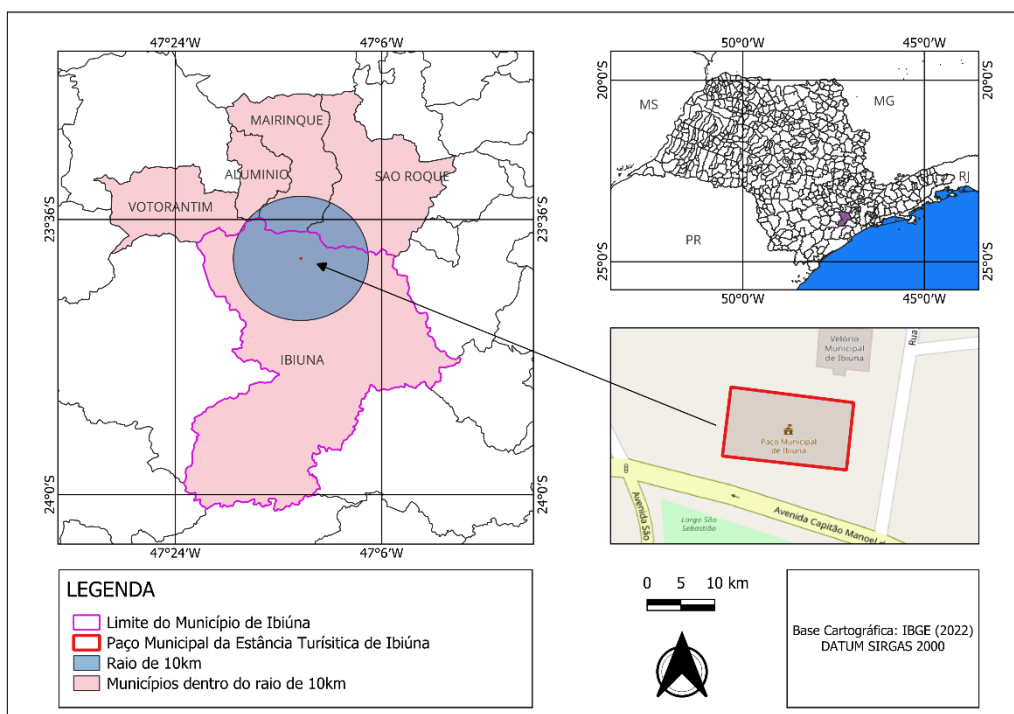 47°24'W 47°6'W
MAIRINQUE
ALUMINIO
SAO ROQUE
VOTORANTIM
23°36'S
23°36'S
IBIUNA
24°0'S
24°0'S
47°24'W 47°6'W
50°0'W 45°0'W
20°S
20°S
MS
MG
RJ
PR
25°S
25°S
50°0'W 45°0'W
Velório
Municipal
de Ibiúna
Rua
Paço Municipal
de Ibiúna
Avenida São
Largo São
Sebastião
Avenida Capitão Manoel d
LEGENDA
Limite do Município de Ibiúna
Paço Municipal da Estância Turísitica de Ibiúna
Raio de 10km
Municípios dentro do raio de 10km
0 5 10 km
Base Cartográfica: IBGE (2022)
DATUM SIRGAS 2000